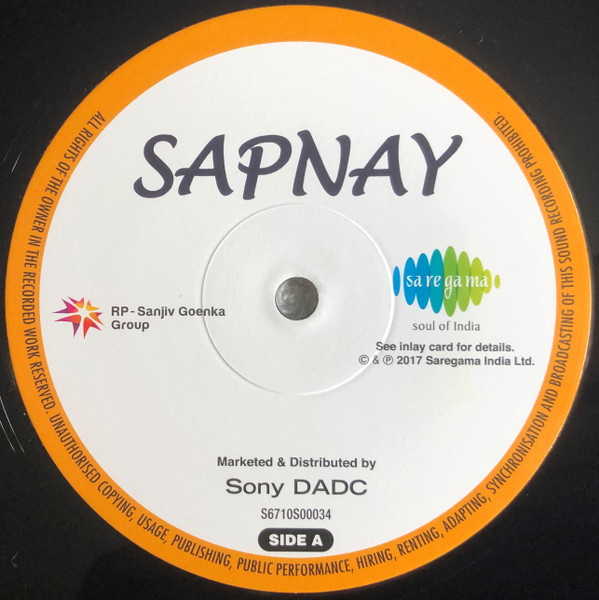 SAPNAY
RP - Sanjiv Goenka
Group
sa re ga ma
soul of India
See inlay card for details.
© & ℗ 2017 Saregama India Ltd.
Marketed & Distributed by
Sony DADC
S6710S00034
SIDE A
ALL RIGHTS OF THE OWNER IN THE RECORDED WORK RESERVED. UNAUTHORISED COPYING, USAGE, PUBLISHING, PUBLIC PERFORMANCE, HIRING, RENTING, ADAPTING, SYNCHRONISATION AND BROADCASTING OF THIS SOUND RECORDING PROHIBITED.